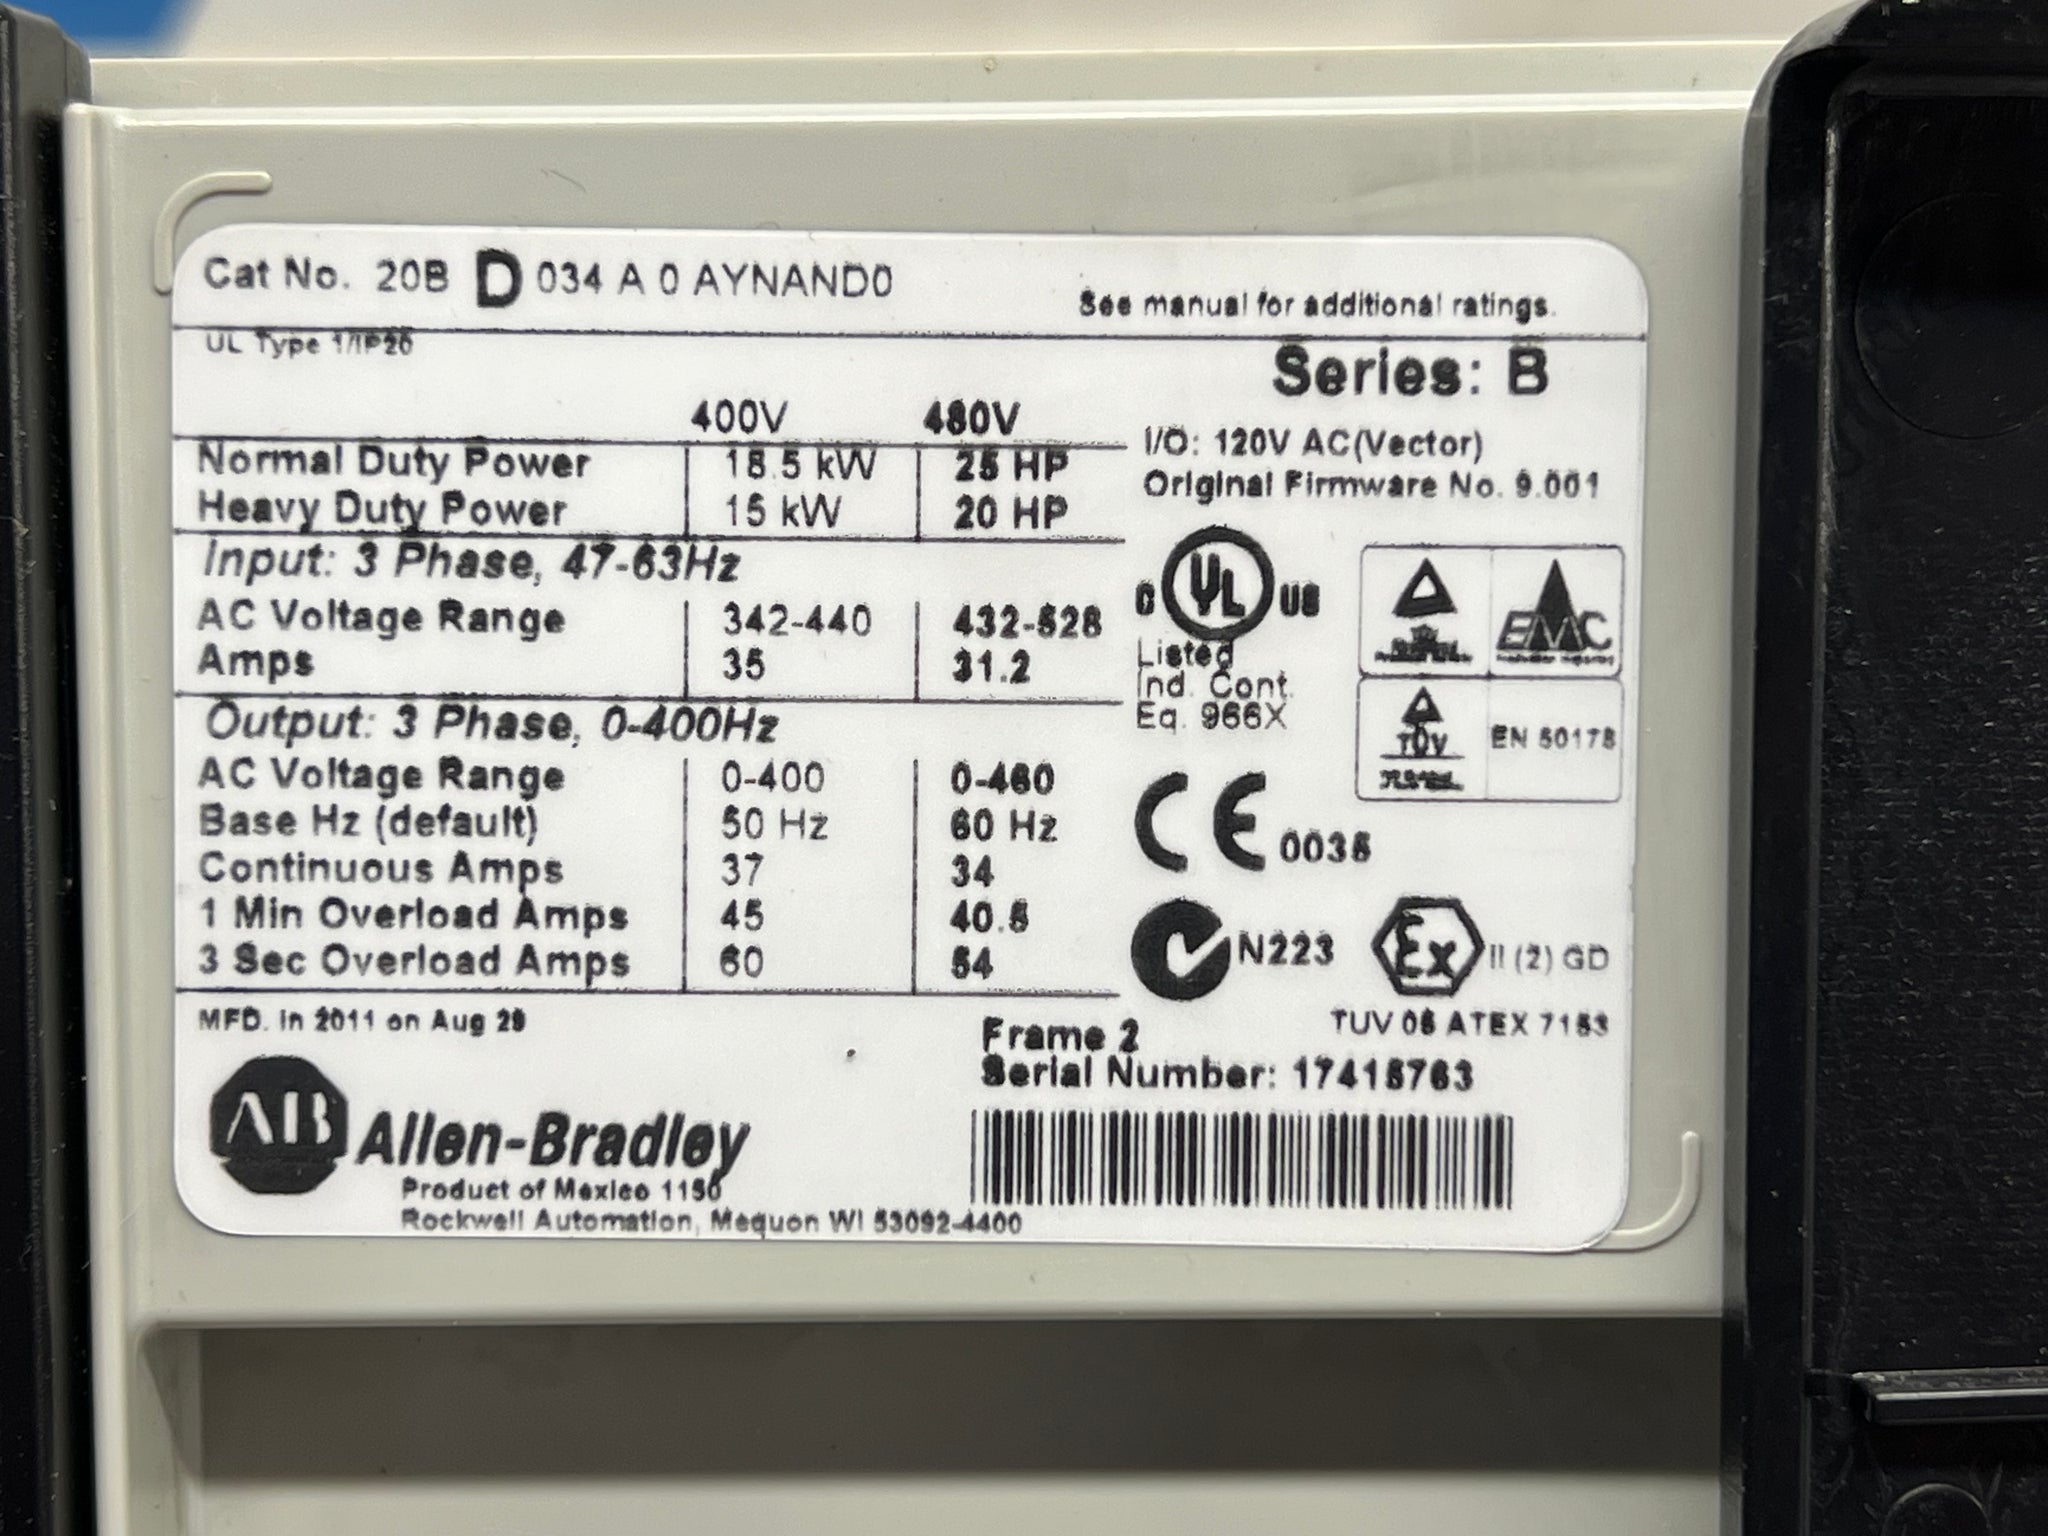 Cat No. 20B D 034 A 0 AYNAND0
See manual for additional ratings.
UL Type 1/IP20
Series: B
400V 480V
I/O: 120V AC(Vector)
Normal Duty Power 18.5 kW 25 HP
Original Firmware No. 9.001
Heavy Duty Power 15 kW 20 HP
Input: 3 Phase, 47-63Hz
AC Voltage Range 342-440 432-528
Amps 35 31.2
C UL US
Listed
Ind. Cont.
Eq. 966X
EMC
TÜV
EN 50178
Output: 3 Phase, 0-400Hz
AC Voltage Range 0-400 0-460
Base Hz (default) 50 Hz 60 Hz
Continuous Amps 37 34
1 Min Overload Amps 45 40.8
3 Sec Overload Amps 60 54
CE 0035
N223
Ex II (2) GD
TUV 05 ATEX 7153
MFD. in 2011 on Aug 29
Frame 2
Serial Number: 17415763
AB Allen-Bradley
Product of Mexico 1150
Rockwell Automation, Mequon WI 53092-4400